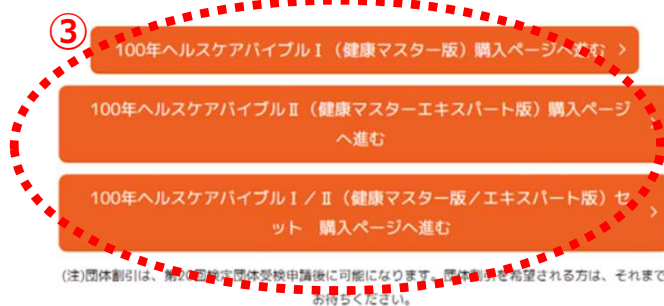 ③
100年ヘルスケアバイブルⅠ（健康マスター版）購入ページへ進む >
100年ヘルスケアバイブルⅡ（健康マスターエキスパート版）購入ページ
へ進む
100年ヘルスケアバイブルⅠ／Ⅱ（健康マスター版／エキスパート版）セ
ット 購入ページへ進む
(注)団体割引は、第20回検定団体受検申請後に可能になります。団体割引を希望される方は、それまで
お待ちください。